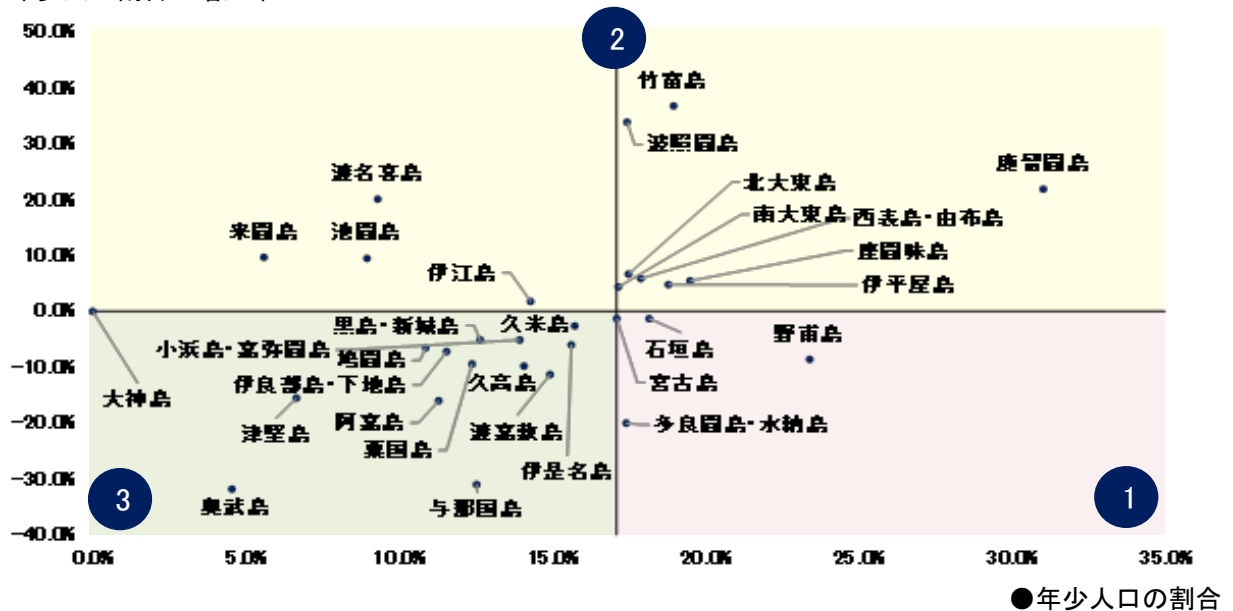 50.0%
2
竹富島
40.0%
30.0%
波照間島
鹿留間島
渡名喜島
北大東島
20.0%
南大東島
西表島・由布島
来間島
池間島
座間味島
10.0%
伊江島
伊平屋島
0.0%
黒島・新城島
久米島
野甫島
小浜島・嘉弥間島
鳩間島
石垣島
-10.0%
大神島
伊良部島・下地島
久高島
宮古島
-20.0%
津堅島
阿嘉島
渡嘉敷島
多良間島・水納島
粟国島
伊是名島
-30.0%
3
奥武島
与那国島
1
-40.0%
0.0%
5.0%
10.0%
15.0%
20.0%
25.0%
30.0%
35.0%
●年少人口の割合